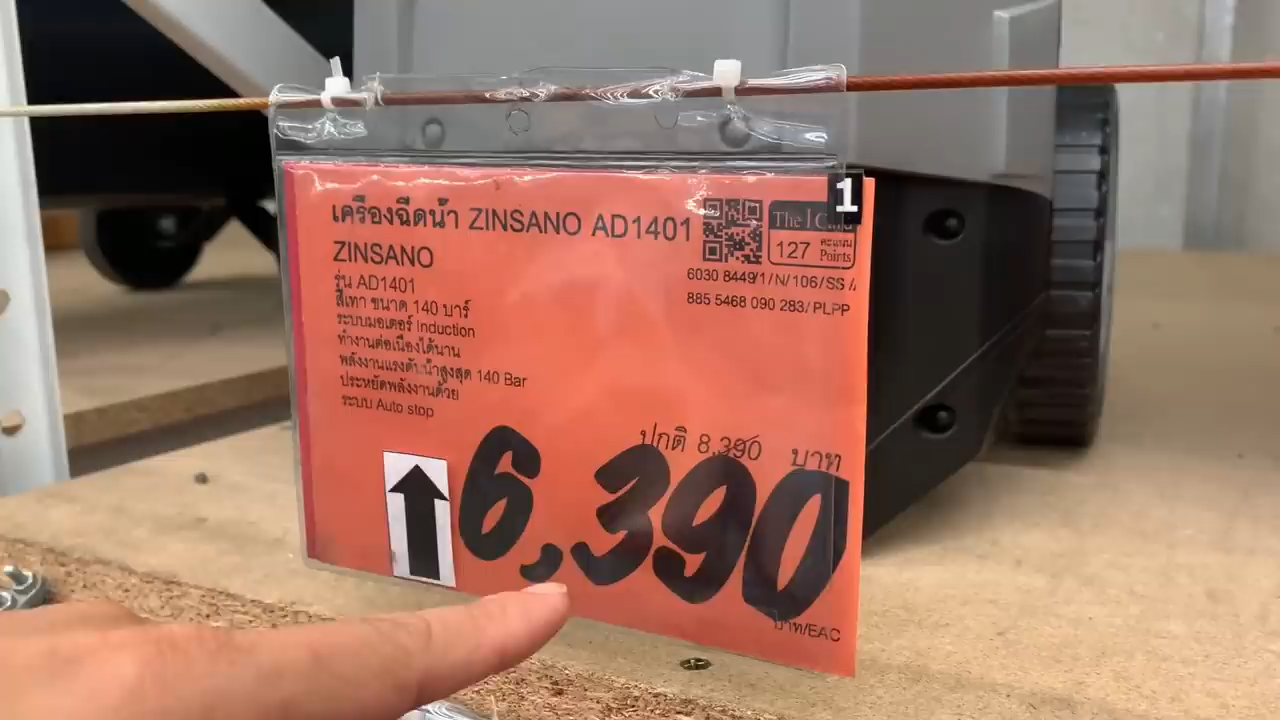 เครื่องฉีดน้ำ ZINSANO AD1401
ZINSANO
รุ่น AD1401
สีเทา ขนาด 140 บาร์
ระบบมอเตอร์ Induction
ทำงานต่อเนื่องได้นาน
พลังงานแรงดันน้ำสูงสุด 140 Bar
ประหยัดพลังงานด้วย
ระบบ Auto stop
1
The 1 Card
127 คะแนน Points
6030 8449/1/N/106/SS /
885 5468 090 283/PLPP
ปกติ 8,390 บาท
6,390
บาท/EAC